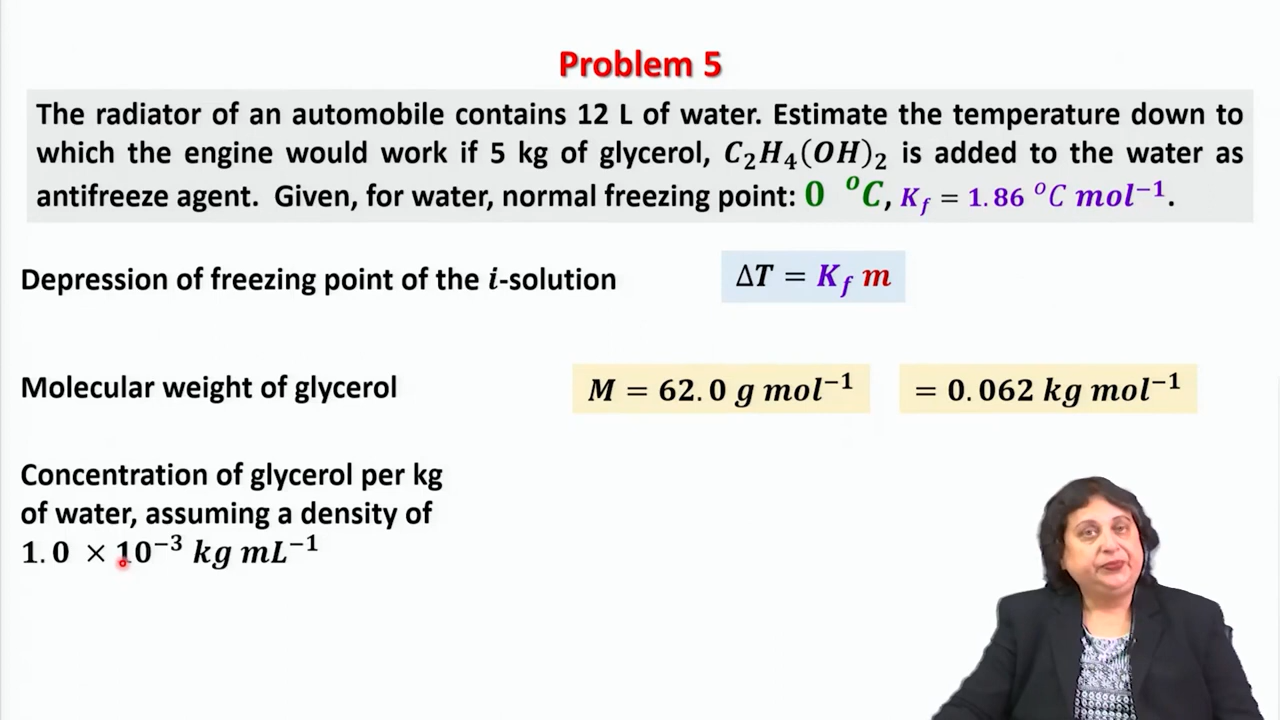 Problem 5
The radiator of an automobile contains 12 L of water. Estimate the temperature down to
which the engine would work if 5 kg of glycerol, C₂H₄(OH)₂ is added to the water as
antifreeze agent. Given, for water, normal freezing point: 0 ᵒC, K_f = 1.86 ᵒC mol⁻¹.
Depression of freezing point of the i-solution ΔT = K_f m
Molecular weight of glycerol M = 62.0 g mol⁻¹ = 0.062 kg mol⁻¹
Concentration of glycerol per kg
of water, assuming a density of
1.0 × 10⁻³ kg mL⁻¹